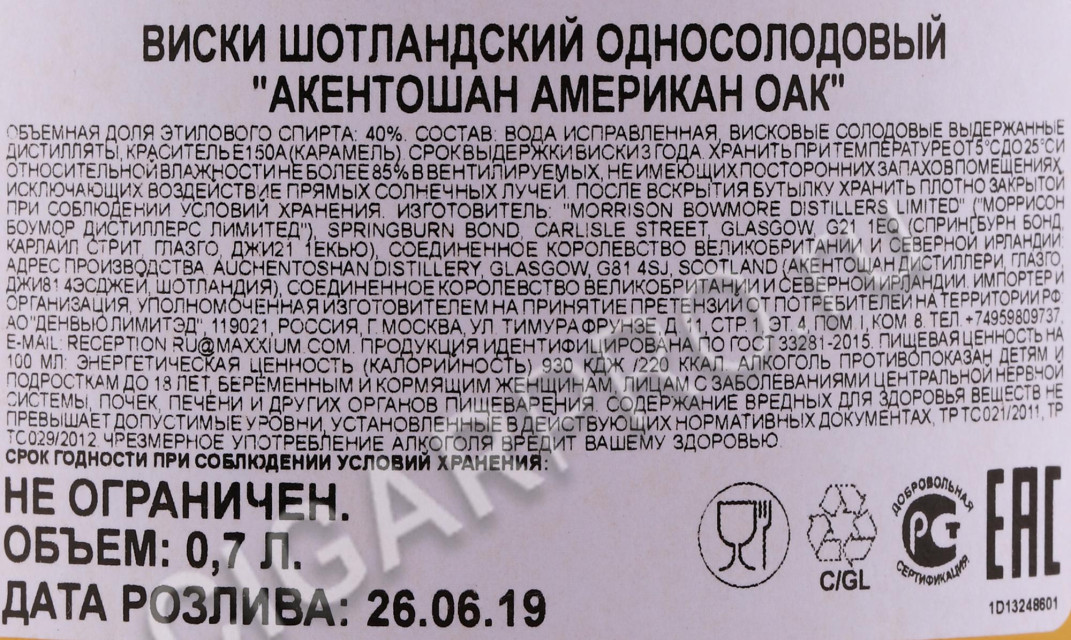 ВИСКИ ШОТЛАНДСКИЙ ОДНОСОЛОДОВЫЙ
"АКЕНТОШАН АМЕРИКАН ОАК"
ОБЪЕМНАЯ ДОЛЯ ЭТИЛОВОГО СПИРТА: 40%. СОСТАВ: ВОДА ИСПРАВЛЕННАЯ, ВИСКОВЫЕ СОЛОДОВЫЕ ВЫДЕРЖАННЫЕ
ДИСТИЛЛЯТЫ, КРАСИТЕЛЬ Е150А (КАРАМЕЛЬ). СРОК ВЫДЕРЖКИ ВИСКИ 3 ГОДА. ХРАНИТЬ ПРИ ТЕМПЕРАТУРЕ ОТ 5°С ДО 25°С И
ОТНОСИТЕЛЬНОЙ ВЛАЖНОСТИ НЕ БОЛЕЕ 85% В ВЕНТИЛИРУЕМЫХ, НЕ ИМЕЮЩИХ ПОСТОРОННИХ ЗАПАХОВ ПОМЕЩЕНИЯХ,
ИСКЛЮЧАЮЩИХ ВОЗДЕЙСТВИЕ ПРЯМЫХ СОЛНЕЧНЫХ ЛУЧЕЙ. ПОСЛЕ ВСКРЫТИЯ БУТЫЛКУ ХРАНИТЬ ПЛОТНО ЗАКРЫТОЙ
ПРИ СОБЛЮДЕНИИ УСЛОВИЙ ХРАНЕНИЯ. ИЗГОТОВИТЕЛЬ: "MORRISON BOWMORE DISTILLERS LIMITED" ("МОРРИСОН
БОУМОР ДИСТИЛЛЕРС ЛИМИТЕД"), SPRINGBURN BOND, CARLISLE STREET, GLASGOW, G21 1EQ (СПРИНГБУРН БОНД,
КАРЛАЙЛ СТРИТ, ГЛАЗГО, ДЖИ21 1ЕКЬЮ), СОЕДИНЕННОЕ КОРОЛЕВСТВО ВЕЛИКОБРИТАНИИ И СЕВЕРНОЙ ИРЛАНДИИ.
АДРЕС ПРОИЗВОДСТВА AUCHENTOSHAN DISTILLERY, GLASGOW, G81 4SJ, SCOTLAND (АКЕНТОШАН ДИСТИЛЛЕРИ, ГЛАЗГО,
ДЖИ81 4ЭСДЖЕЙ, ШОТЛАНДИЯ), СОЕДИНЕННОЕ КОРОЛЕВСТВО ВЕЛИКОБРИТАНИИ И СЕВЕРНОЙ ИРЛАНДИИ. ИМПОРТЕР И
ОРГАНИЗАЦИЯ, УПОЛНОМОЧЕННАЯ ИЗГОТОВИТЕЛЕМ НА ПРИНЯТИЕ ПРЕТЕНЗИЙ ОТ ПОТРЕБИТЕЛЕЙ НА ТЕРРИТОРИИ РФ:
АО "ДЕНВЬЮ ЛИМИТЭД", 119021, РОССИЯ, Г. МОСКВА, УЛ. ТИМУРА ФРУНЗЕ, Д. 11, СТР. 1, ЭТ. 4, ПОМ. I, КОМ 8. ТЕЛ. +74959809737,
E-MAIL: RECEPTION.RU@MAXXIUM.COM. ПРОДУКЦИЯ ИДЕНТИФИЦИРОВАНА ПО ГОСТ 33281-2015. ПИЩЕВАЯ ЦЕННОСТЬ НА
100 МЛ: ЭНЕРГЕТИЧЕСКАЯ ЦЕННОСТЬ (КАЛОРИЙНОСТЬ) 930 КДЖ /220 ККАЛ. АЛКОГОЛЬ ПРОТИВОПОКАЗАН ДЕТЯМ И
ПОДРОСТКАМ ДО 18 ЛЕТ, БЕРЕМЕННЫМ И КОРМЯЩИМ ЖЕНЩИНАМ, ЛИЦАМ С ЗАБОЛЕВАНИЯМИ ЦЕНТРАЛЬНОЙ НЕРВНОЙ
СИСТЕМЫ, ПОЧЕК, ПЕЧЕНИ И ДРУГИХ ОРГАНОВ ПИЩЕВАРЕНИЯ. СОДЕРЖАНИЕ ВРЕДНЫХ ДЛЯ ЗДОРОВЬЯ ВЕЩЕСТВ НЕ
ПРЕВЫШАЕТ ДОПУСТИМЫЕ УРОВНИ, УСТАНОВЛЕННЫЕ В ДЕЙСТВУЮЩИХ НОРМАТИВНЫХ ДОКУМЕНТАХ, ТР ТС 021/2011, ТР
ТС 029/2012. ЧРЕЗМЕРНОЕ УПОТРЕБЛЕНИЕ АЛКОГОЛЯ ВРЕДИТ ВАШЕМУ ЗДОРОВЬЮ.
СРОК ГОДНОСТИ ПРИ СОБЛЮДЕНИИ УСЛОВИЙ ХРАНЕНИЯ:
НЕ ОГРАНИЧЕН.
ОБЪЕМ: 0,7 Л.
ДАТА РОЗЛИВА: 26.06.19
C/GL
ДОБРОВОЛЬНАЯ
РСТ
СЕРТИФИКАЦИЯ
EAC
1D13248601
CIGARPRO.ru